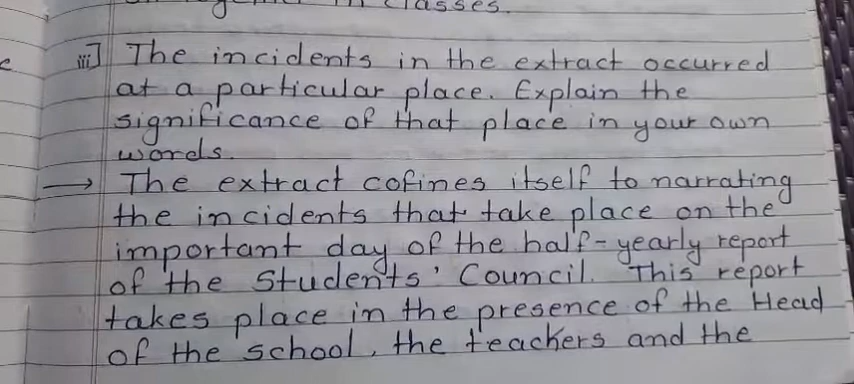 classes.
iii] The incidents in the extract occurred
at a particular place. Explain the
significance of that place in your own
words.
→ The extract cofines itself to narrating
the incidents that take place on the
important day of the half-yearly report
of the Students' Council. This report
takes place in the presence of the Head
of the school, the teachers and the